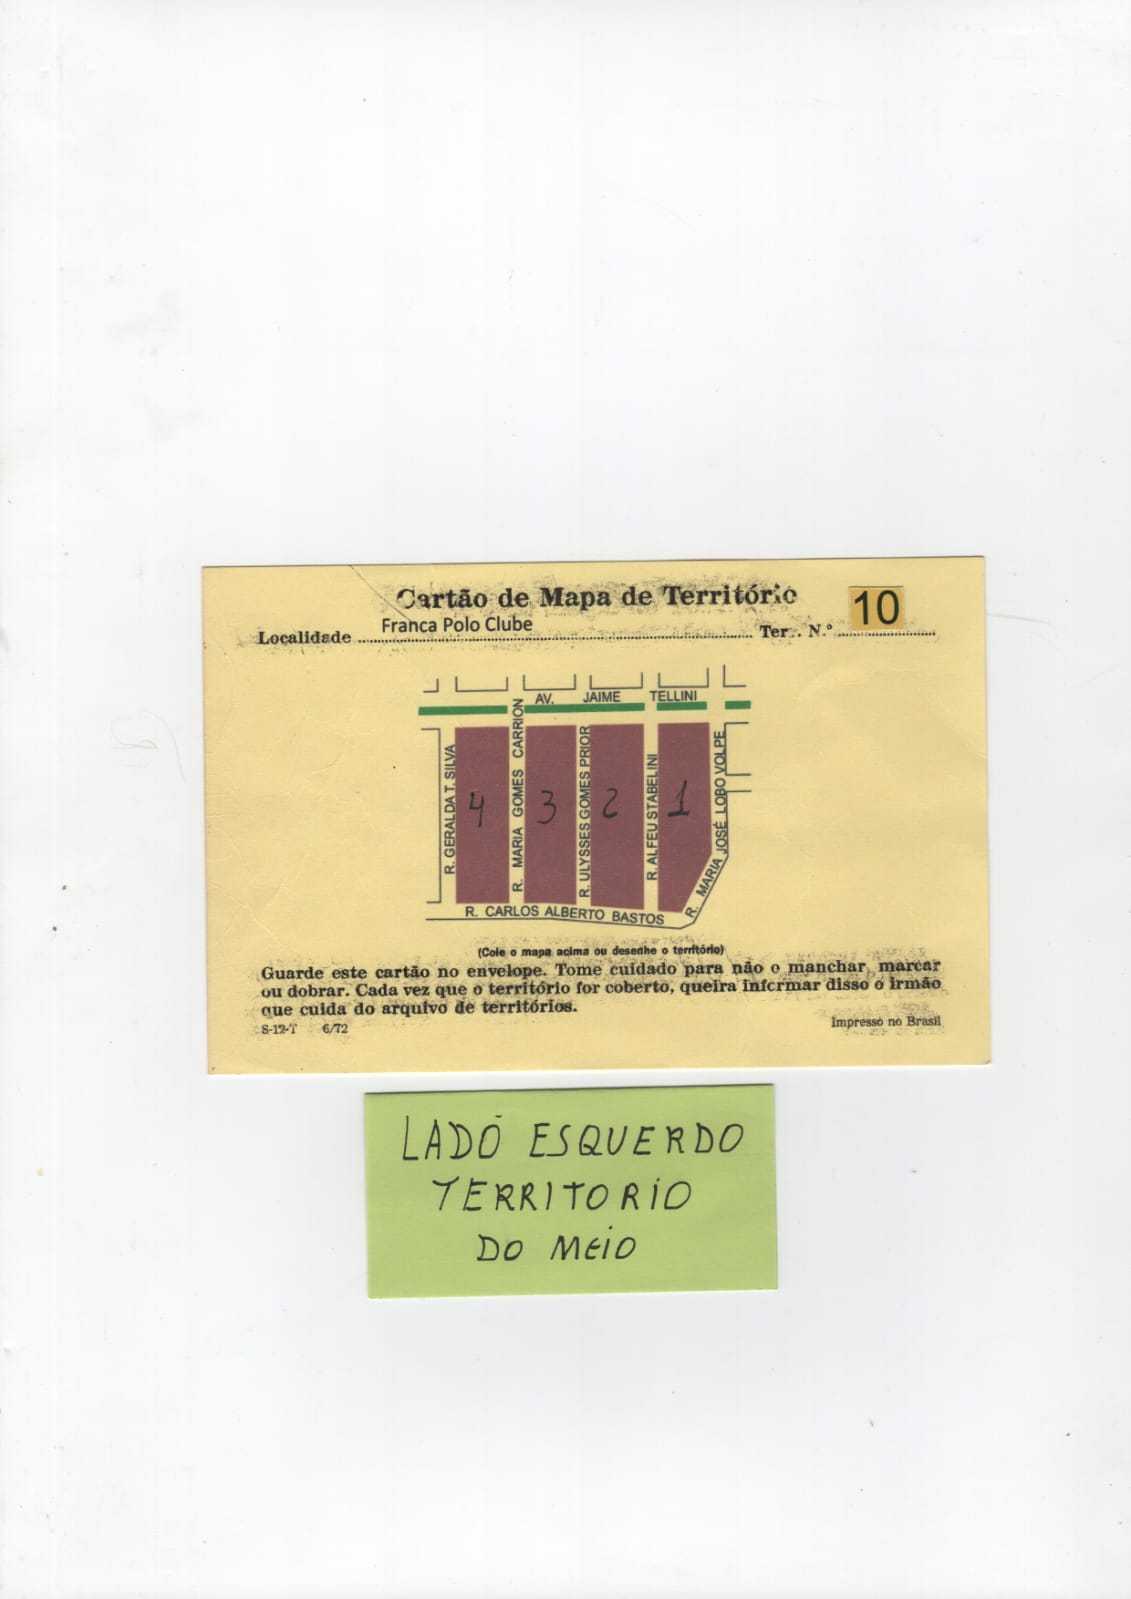 Cartão de Mapa de Território
10
Localidade Franca Polo Clube Ter. N.º
AV. JAIME TELLINI
R. GERALDA T. SILVA
4
R. MARIA GOMES CARRION
3
R. ULYSSES GOMES PRIOR
2
R. ALFEU STABELINI
1
R. MARIA JOSÉ LOBO VOLPE
R. CARLOS ALBERTO BASTOS
(Cole o mapa acima ou desenhe o território)
Guarde este cartão no envelope. Tome cuidado para não o manchar, marcar
ou dobrar. Cada vez que o território for coberto, queira informar disso o irmão
que cuida do arquivo de territórios.
S-12-T 6/72 Impresso no Brasil
LADO ESQUERDO
TERRITORIO
DO MEIO